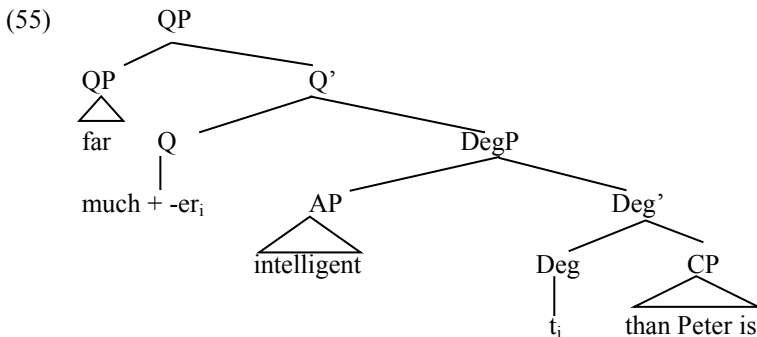 (55) QP
QP Q’
far Q DegP
much + -er_i AP Deg’
intelligent Deg CP
t_i than Peter is